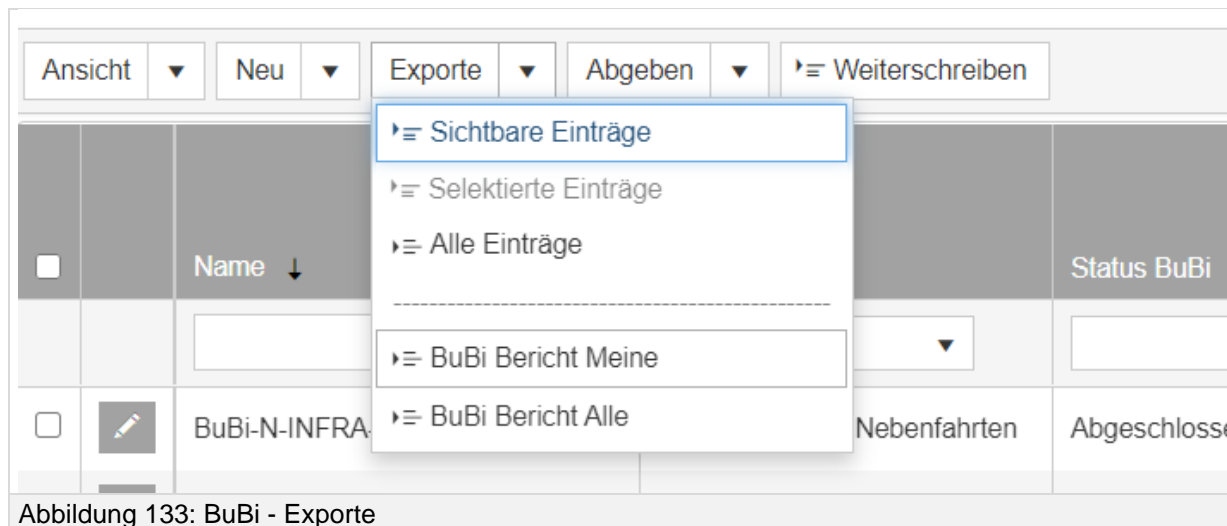 Ansicht Neu Exporte Abgeben Weiterschreiben
Sichtbare Einträge
Selektierte Einträge
Alle Einträge
Name ↓ Status BuBi
BuBi Bericht Meine
BuBi Bericht Alle
BuBi-N-INFRA- Nebenfahrten
Abbildung 133: BuBi - Exporte